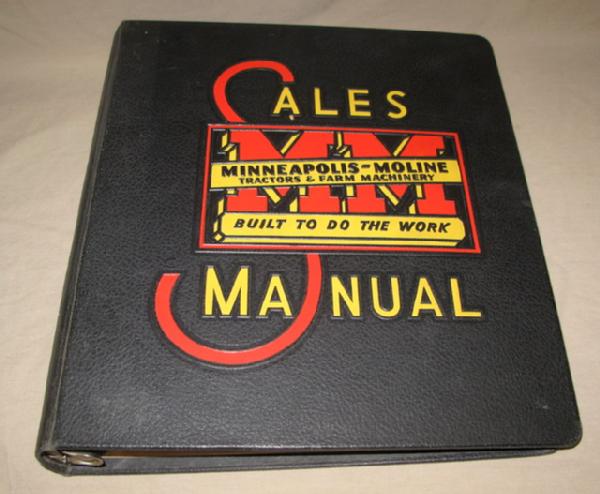 SALES
MM
MINNEAPOLIS-MOLINE
TRACTORS & FARM MACHINERY
BUILT TO DO THE WORK
MANUAL